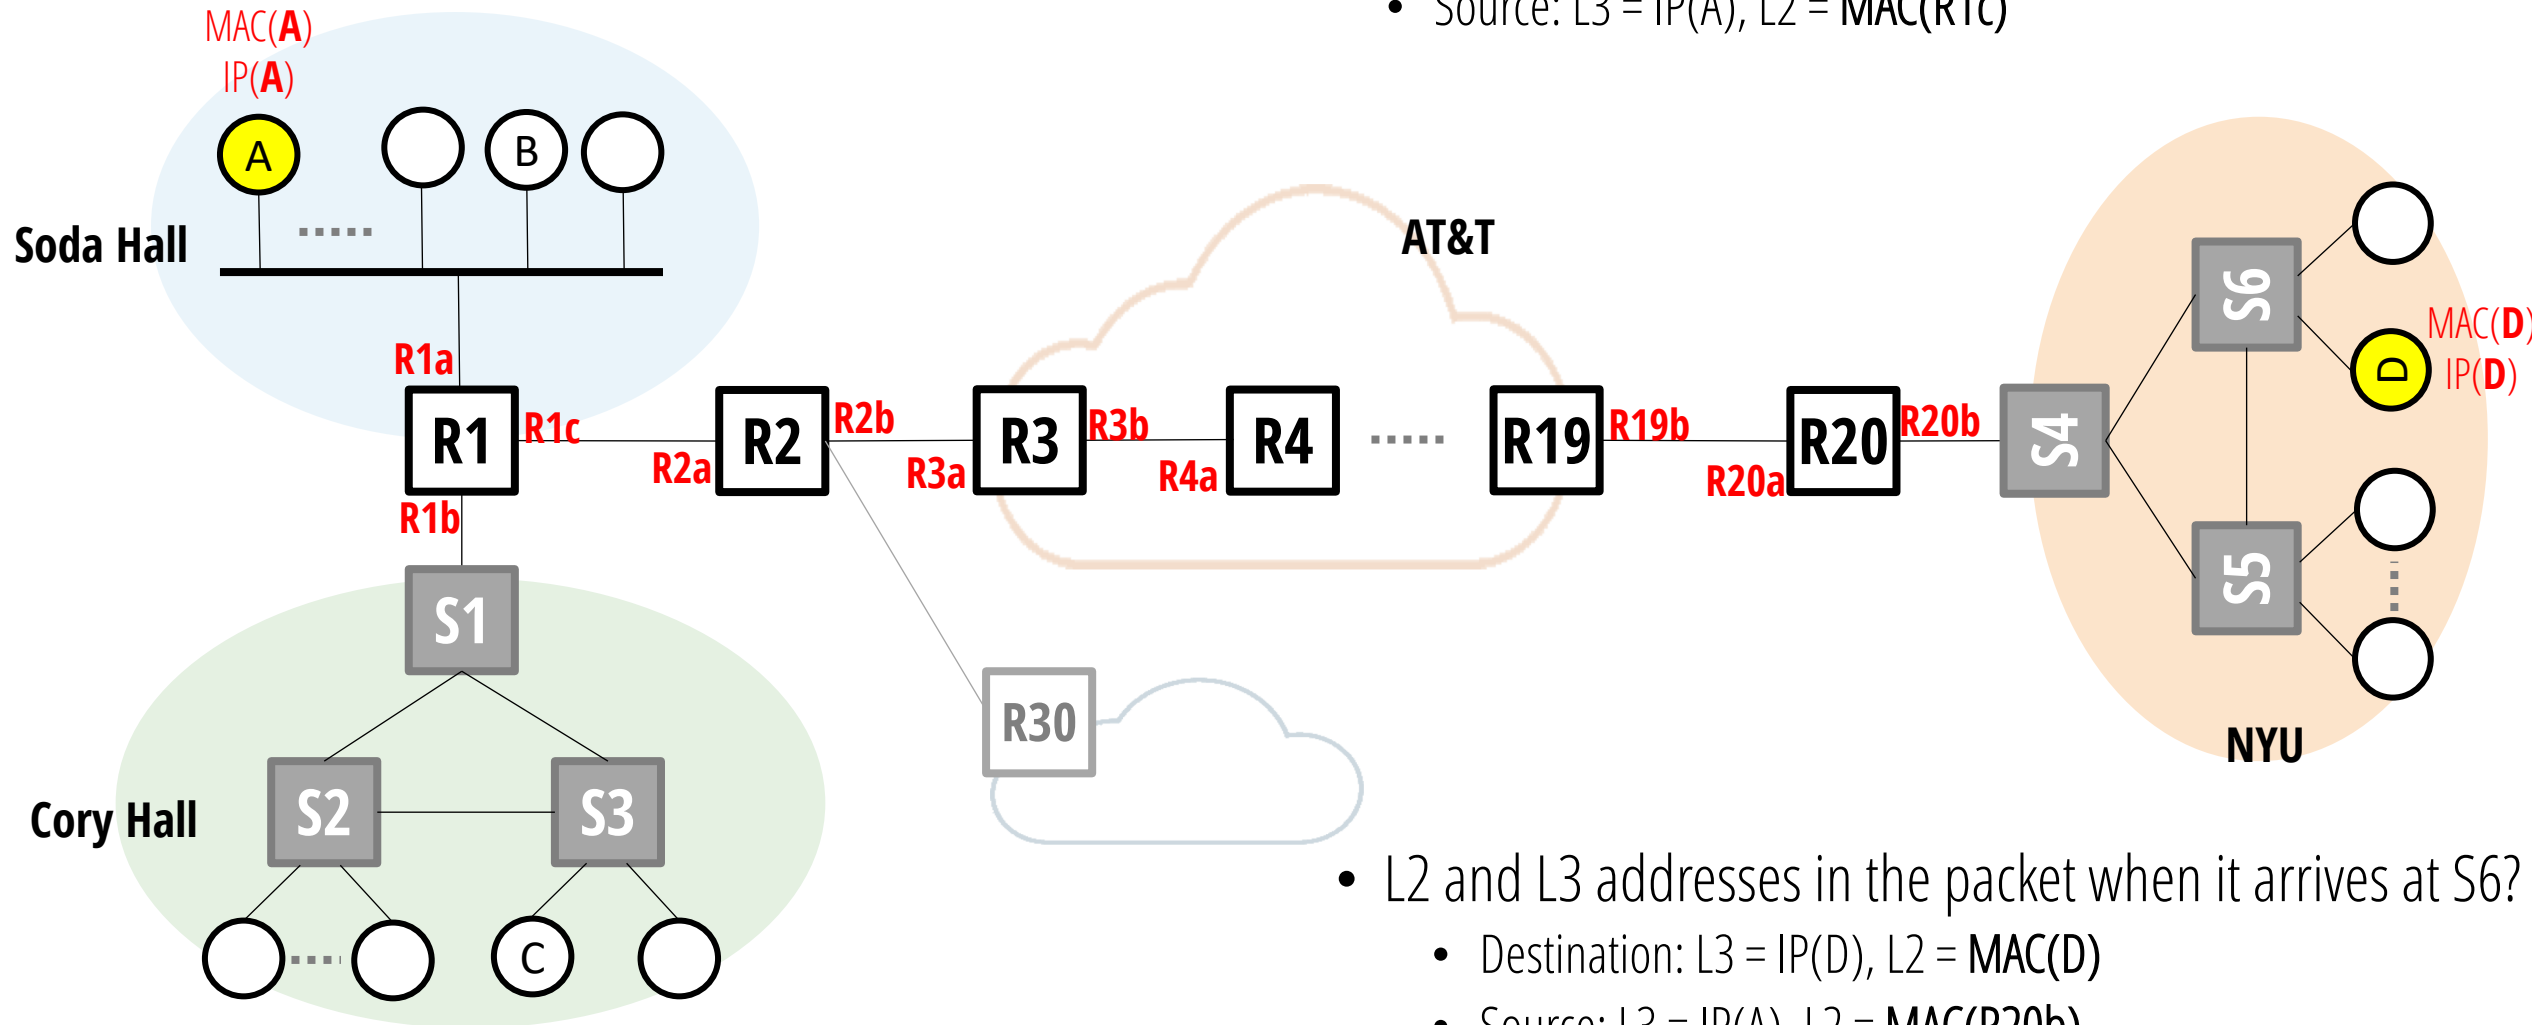 • Source: L3 = IP(A), L2 = MAC(R1c)
MAC(A)
IP(A)
A
B
Soda Hall
AT&T
S6
MAC(D)
IP(D)
D
R1a
R1
R1c
R2a
R2
R2b
R3a
R3
R3b
R4a
R4
R19
R19b
R20a
R20
R20b
S4
R1b
S5
S1
R30
NYU
S2
S3
Cory Hall
C
• L2 and L3 addresses in the packet when it arrives at S6?
• Destination: L3 = IP(D), L2 = MAC(D)
• Source: L3 = IP(A), L2 = MAC(R20b)